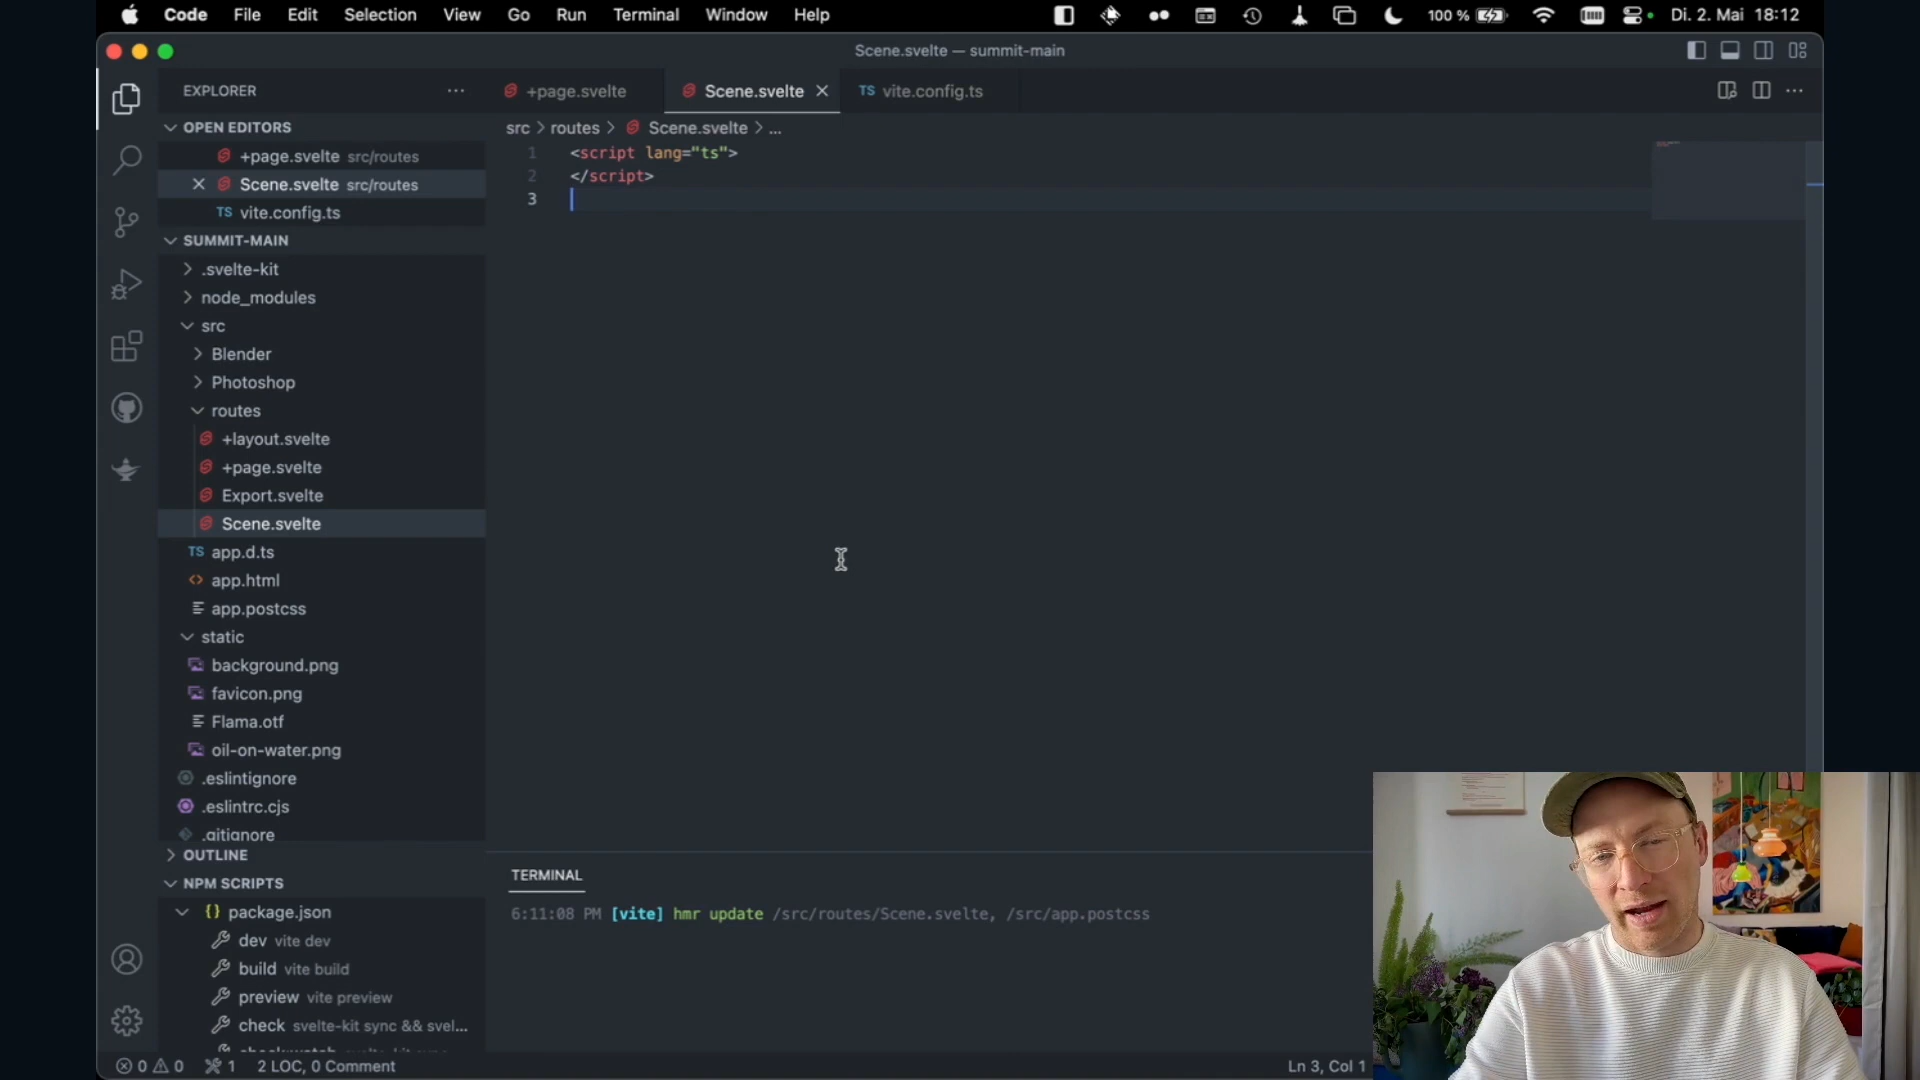 Code File Edit Selection View Go Run Terminal Window Help 100 % Di. 2. Mai 18:12
Scene.svelte — summit-main
EXPLORER
+page.svelte
Scene.svelte
TS vite.config.ts
OPEN EDITORS
+page.svelte src/routes
Scene.svelte src/routes
TS vite.config.ts
SUMMIT-MAIN
.svelte-kit
node_modules
src
Blender
Photoshop
routes
+layout.svelte
+page.svelte
Export.svelte
Scene.svelte
TS app.d.ts
app.html
app.postcss
static
background.png
favicon.png
Flama.otf
oil-on-water.png
.eslintignore
.eslintrc.cjs
.gitignore
OUTLINE
NPM SCRIPTS
{} package.json
dev vite dev
build vite build
preview vite preview
check svelte-kit sync && svel...
src > routes > Scene.svelte > ...
1 <script lang="ts">
2 </script>
3
TERMINAL
6:11:08 PM [vite] hmr update /src/routes/Scene.svelte, /src/app.postcss
0 0 1 2 LOC, 0 Comment
Ln 3, Col 1